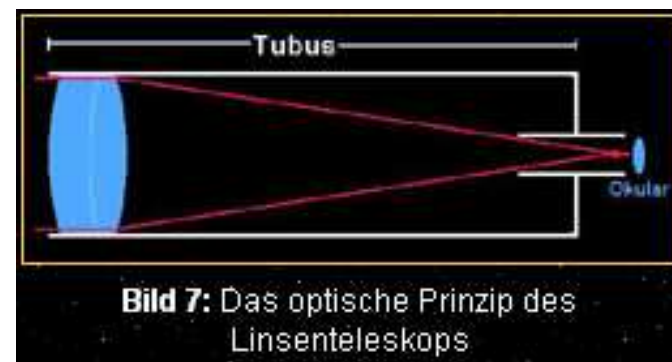 Tubus
Okular
Bild 7: Das optische Prinzip des
Linsenteleskops